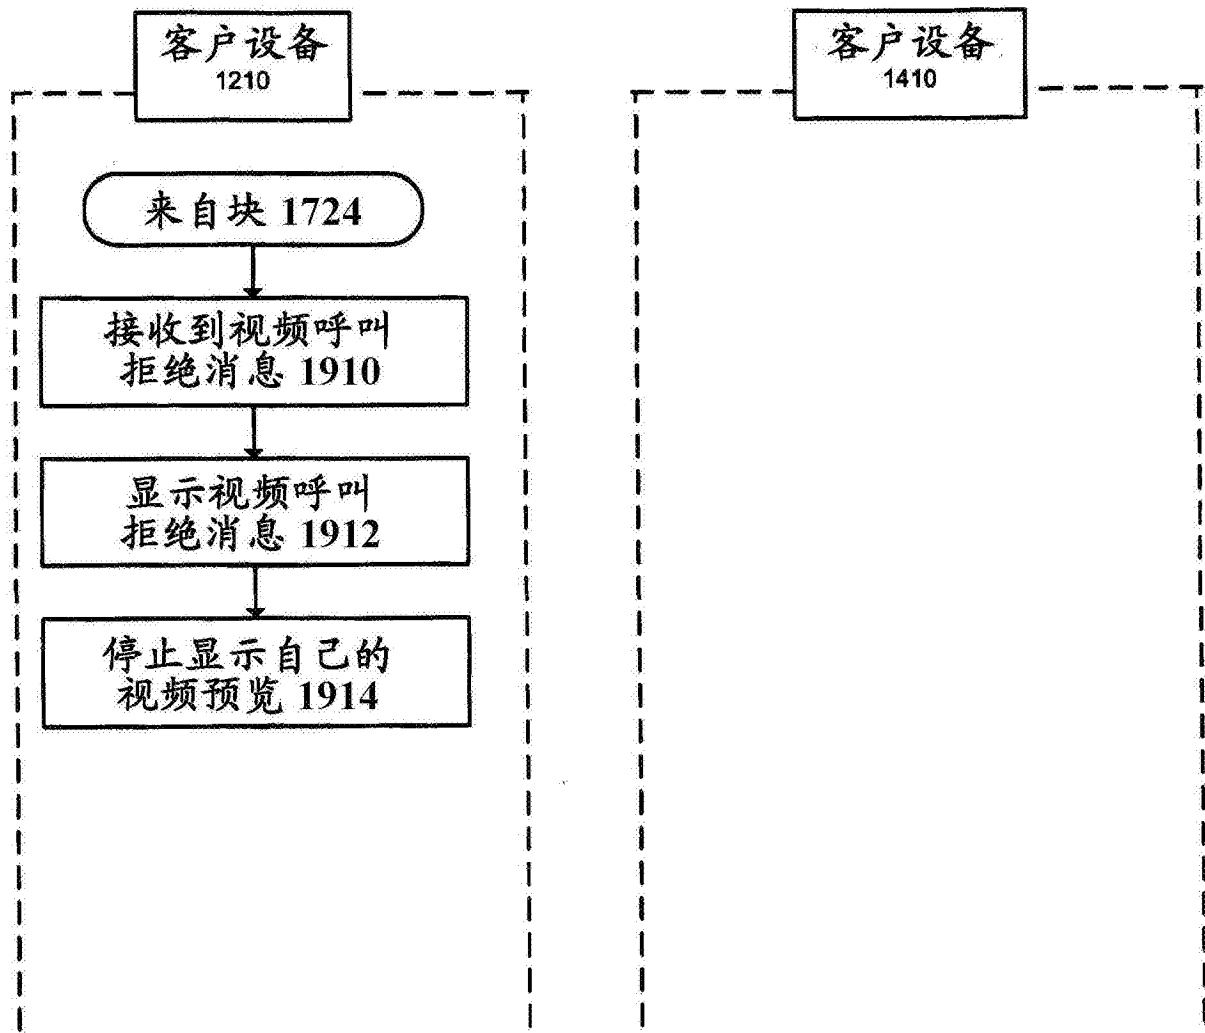 客户设备
1210
来自块 1724
接收到视频呼叫
拒绝消息 1910
显示视频呼叫
拒绝消息 1912
停止显示自己的
视频预览 1914
客户设备
1410